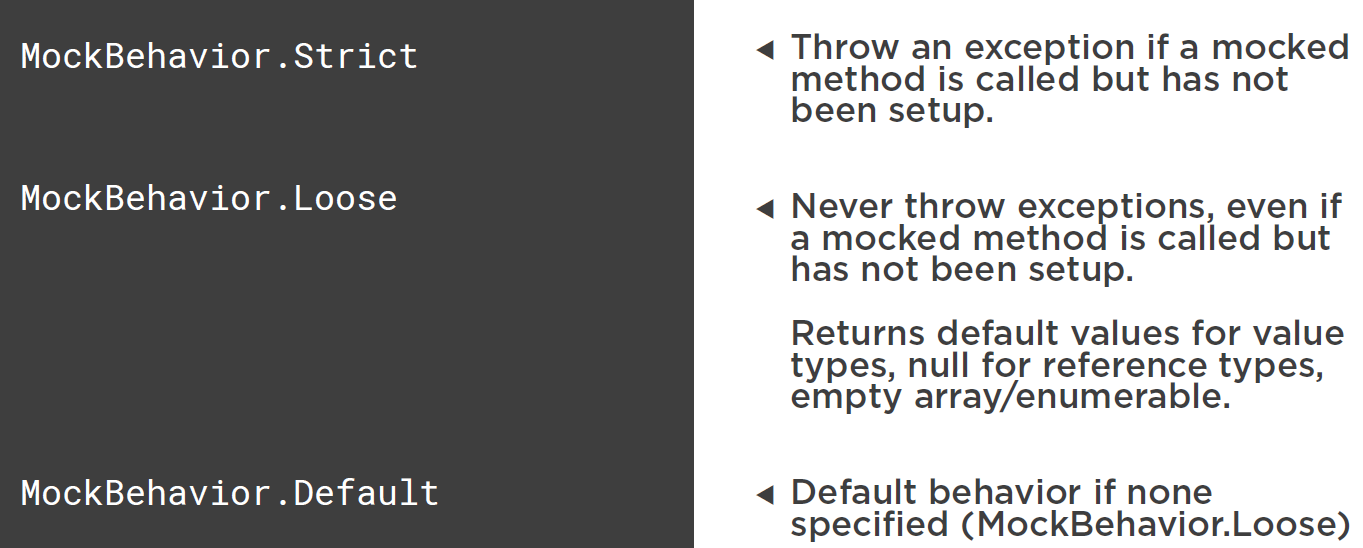 MockBehavior.Strict
Throw an exception if a mocked
method is called but has not
been setup.
MockBehavior.Loose
Never throw exceptions, even if
a mocked method is called but
has not been setup.
Returns default values for value
types, null for reference types,
empty array/enumerable.
MockBehavior.Default
Default behavior if none
specified (MockBehavior.Loose)